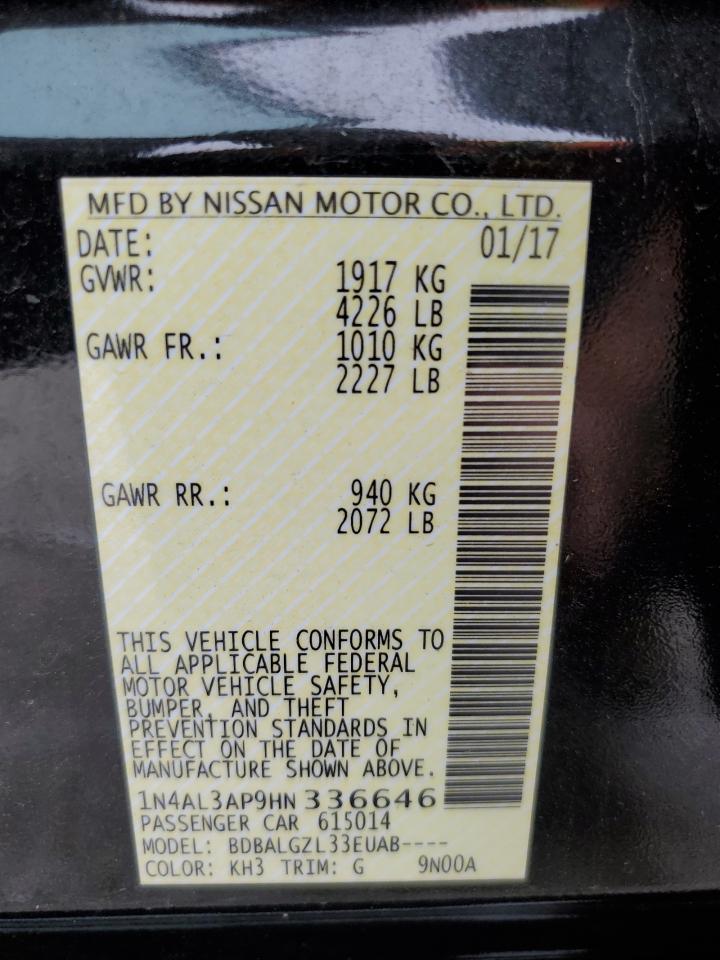 MFD BY NISSAN MOTOR CO., LTD.
DATE: 01/17
GVWR: 1917 KG
4226 LB
GAWR FR.: 1010 KG
2227 LB
GAWR RR.: 940 KG
2072 LB
THIS VEHICLE CONFORMS TO
ALL APPLICABLE FEDERAL
MOTOR VEHICLE SAFETY,
BUMPER, AND THEFT
PREVENTION STANDARDS IN
EFFECT ON THE DATE OF
MANUFACTURE SHOWN ABOVE.
1N4AL3AP9HN 336646
PASSENGER CAR 615014
MODEL: BDBALGZL33EUAB----
COLOR: KH3 TRIM: G 9N00A